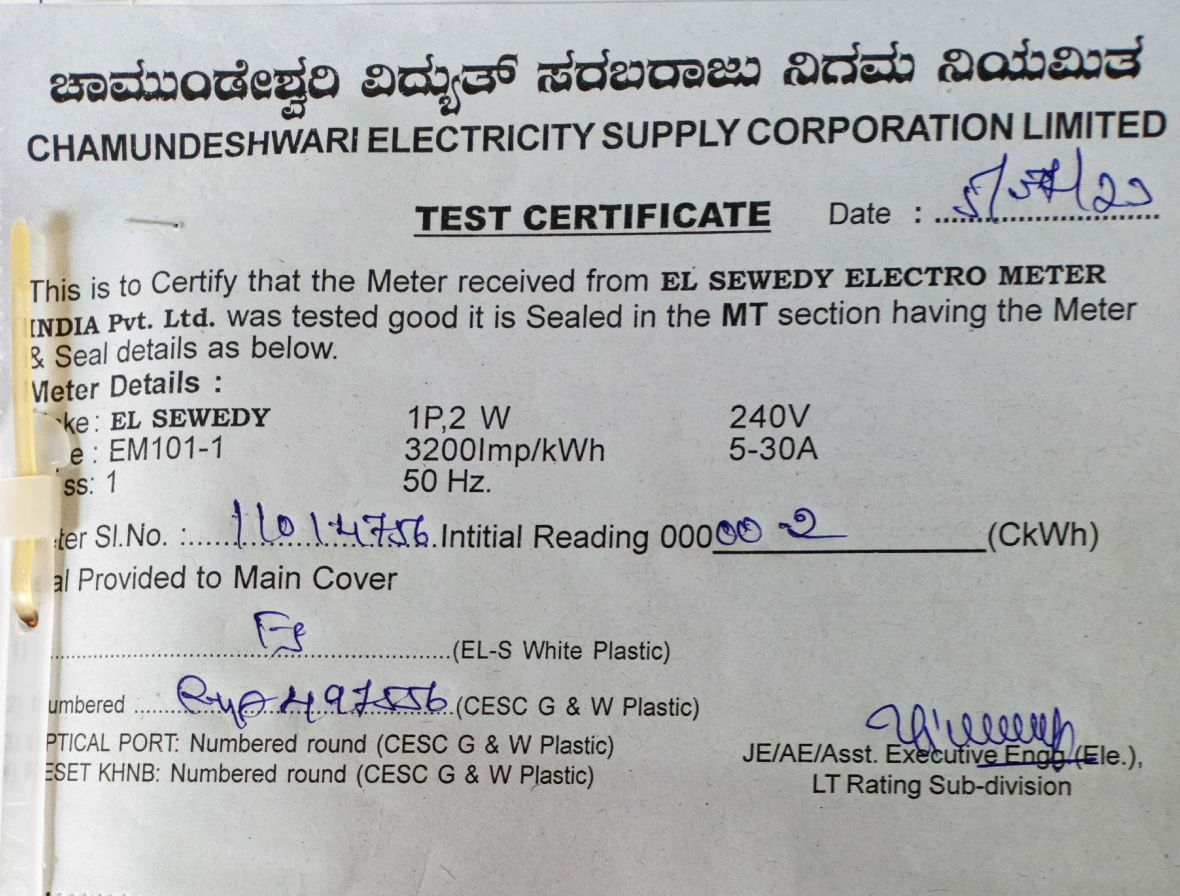 ಚಾಮುಂಡೇಶ್ವರಿ ವಿದ್ಯುತ್ ಸರಬರಾಜು ನಿಗಮ ನಿಯಮಿತ
CHAMUNDESHWARI ELECTRICITY SUPPLY CORPORATION LIMITED
TEST CERTIFICATE Date :
This is to Certify that the Meter received from EL SEWEDY ELECTRO METER
INDIA Pvt. Ltd. was tested good it is Sealed in the MT section having the Meter
& Seal details as below.
Meter Details :
ke: EL SEWEDY 1P,2 W 240V
e : EM101-1 3200Imp/kWh 5-30A
ss: 1 50 Hz.
ter Sl.No. : 11014756 Intitial Reading 00000 2 (CkWh)
al Provided to Main Cover
(EL-S White Plastic)
umbered : 497556 (CESC G & W Plastic)
PTICAL PORT: Numbered round (CESC G & W Plastic)
ESET KHNB: Numbered round (CESC G & W Plastic)
JE/AE/Asst. Executive Engg (Ele.),
LT Rating Sub-division